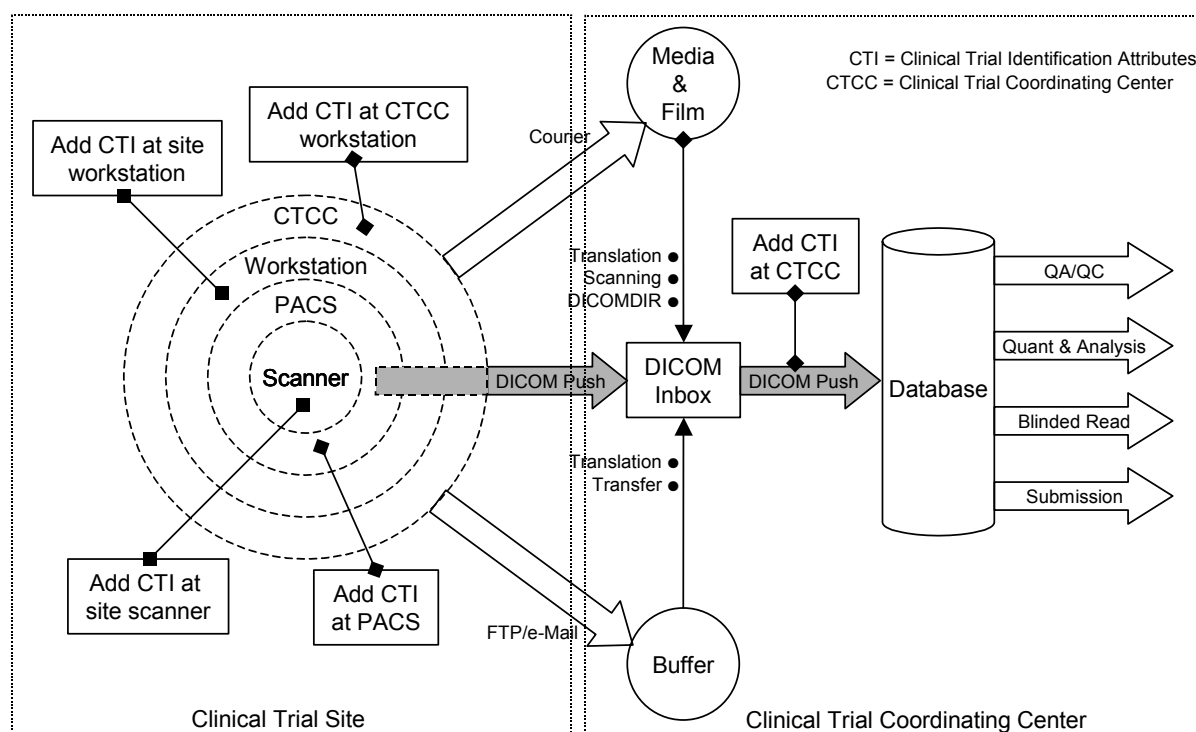 CTI = Clinical Trial Identification Attributes
CTCC = Clinical Trial Coordinating Center
Add CTI at site
workstation
Add CTI at CTCC
workstation
CTCC
Workstation
PACS
Scanner
Add CTI at
site scanner
Add CTI
at PACS
Courier
DICOM Push
FTP/e-Mail
Clinical Trial Site
Media
&
Film
Translation
Scanning
DICOMDIR
DICOM
Inbox
Translation
Transfer
Buffer
Add CTI
at CTCC
DICOM Push
Database
QA/QC
Quant & Analysis
Blinded Read
Submission
Clinical Trial Coordinating Center